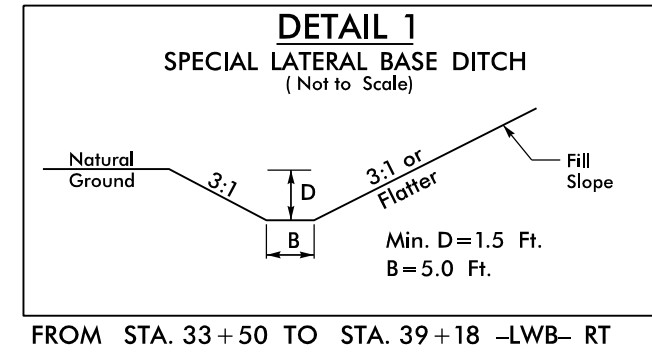 DETAIL 1
SPECIAL LATERAL BASE DITCH
( Not to Scale)
Natural
Ground
3:1
D
B
3:1 or
Flatter
Fill
Slope
Min. D=1.5 Ft.
B=5.0 Ft.
FROM STA. 33+50 TO STA. 39+18 -LWB- RT